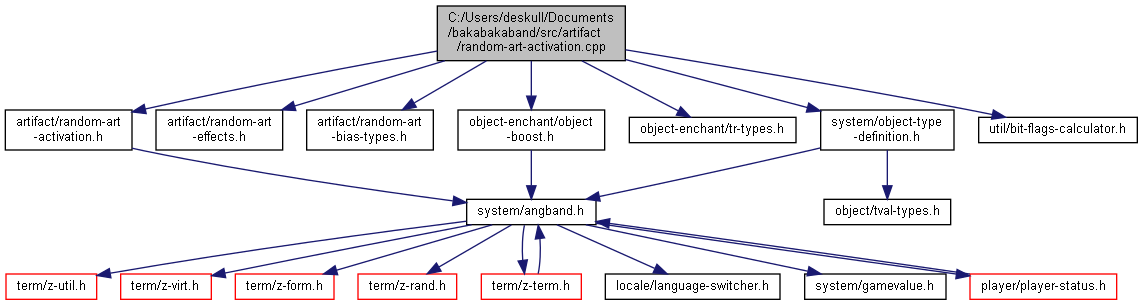 C:/Users/deskull/Documents
/bakabakaband/src/artifact
/random-art-activation.cpp
artifact/random-art
-activation.h
artifact/random-art
-effects.h
artifact/random-art
-bias-types.h
object-enchant/object
-boost.h
object-enchant/tr-types.h
system/object-type
-definition.h
util/bit-flags-calculator.h
system/angband.h
object/tval-types.h
term/z-util.h
term/z-virt.h
term/z-form.h
term/z-rand.h
term/z-term.h
locale/language-switcher.h
system/gamevalue.h
player/player-status.h